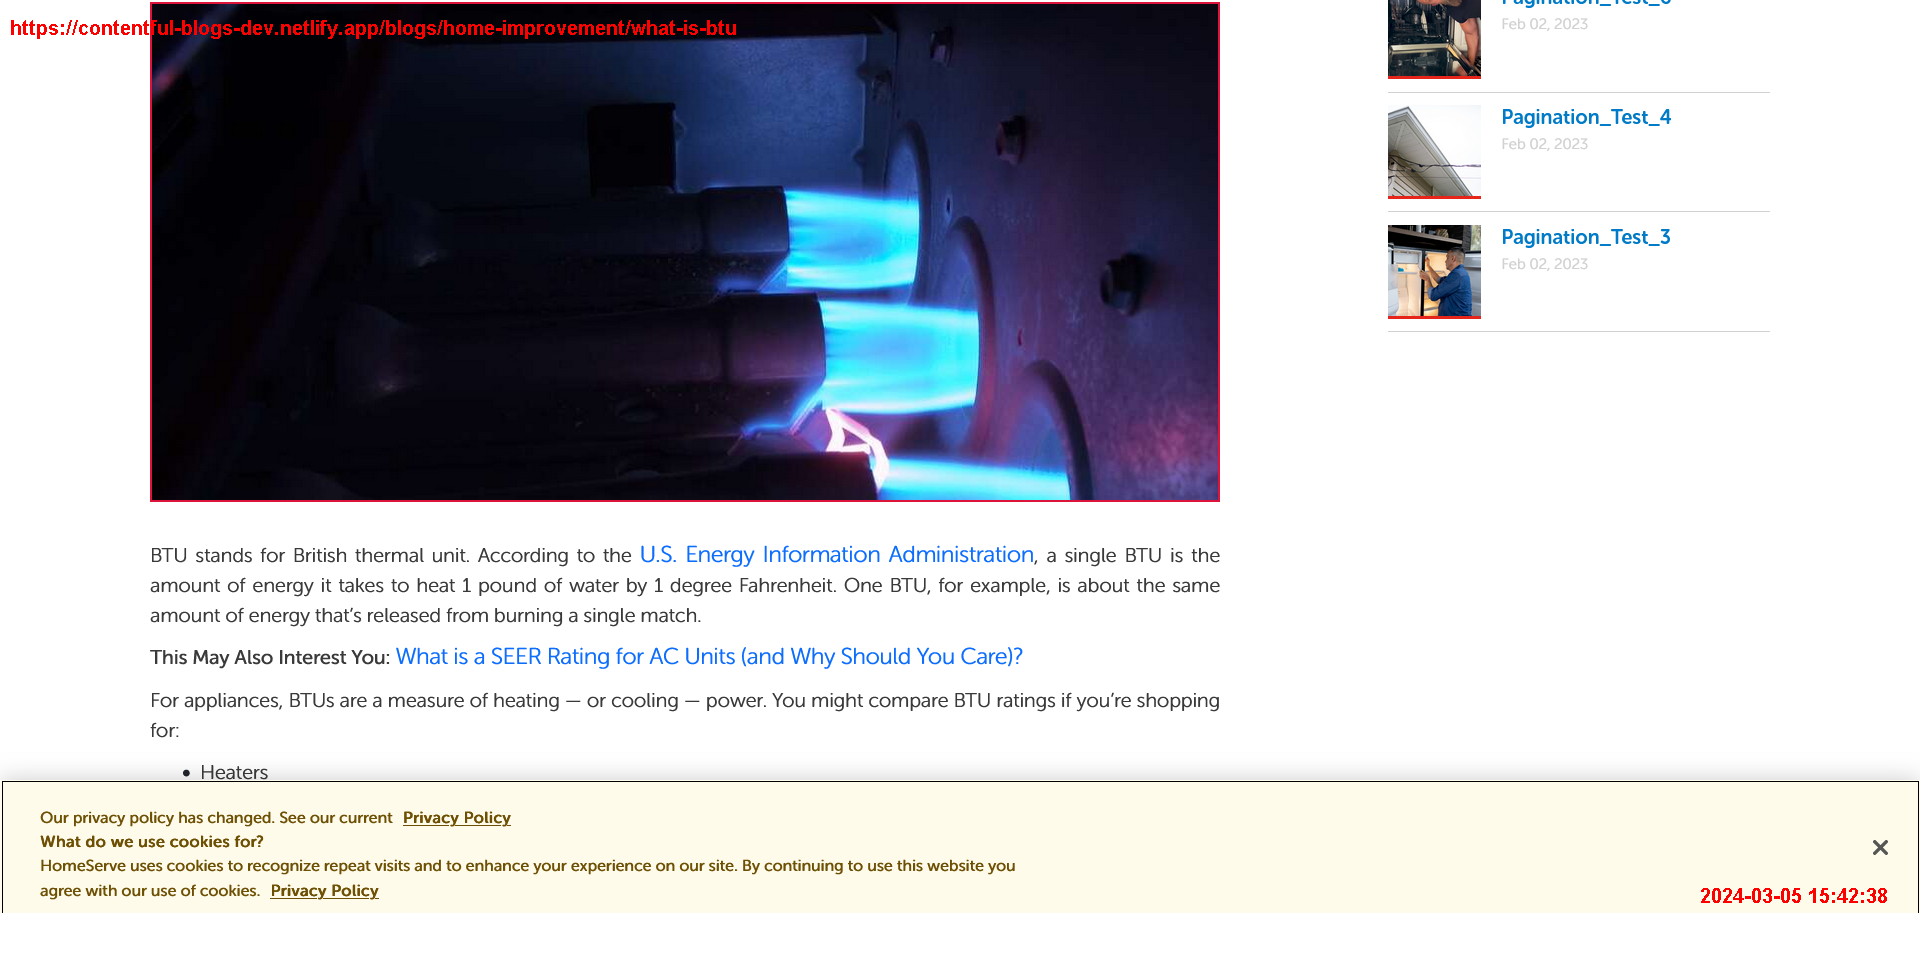 https://contentful-blogs-dev.netlify.app/blogs/home-improvement/what-is-btu
Feb 02, 2023
Pagination_Test_4
Feb 02, 2023
Pagination_Test_3
Feb 02, 2023
BTU stands for British thermal unit. According to the U.S. Energy Information Administration, a single BTU is the
amount of energy it takes to heat 1 pound of water by 1 degree Fahrenheit. One BTU, for example, is about the same
amount of energy that’s released from burning a single match.
This May Also Interest You: What is a SEER Rating for AC Units (and Why Should You Care)?
For appliances, BTUs are a measure of heating — or cooling — power. You might compare BTU ratings if you’re shopping
for:
• Heaters
Our privacy policy has changed. See our current Privacy Policy
What do we use cookies for?
HomeServe uses cookies to recognize repeat visits and to enhance your experience on our site. By continuing to use this website you
agree with our use of cookies. Privacy Policy
2024-03-05 15:42:38